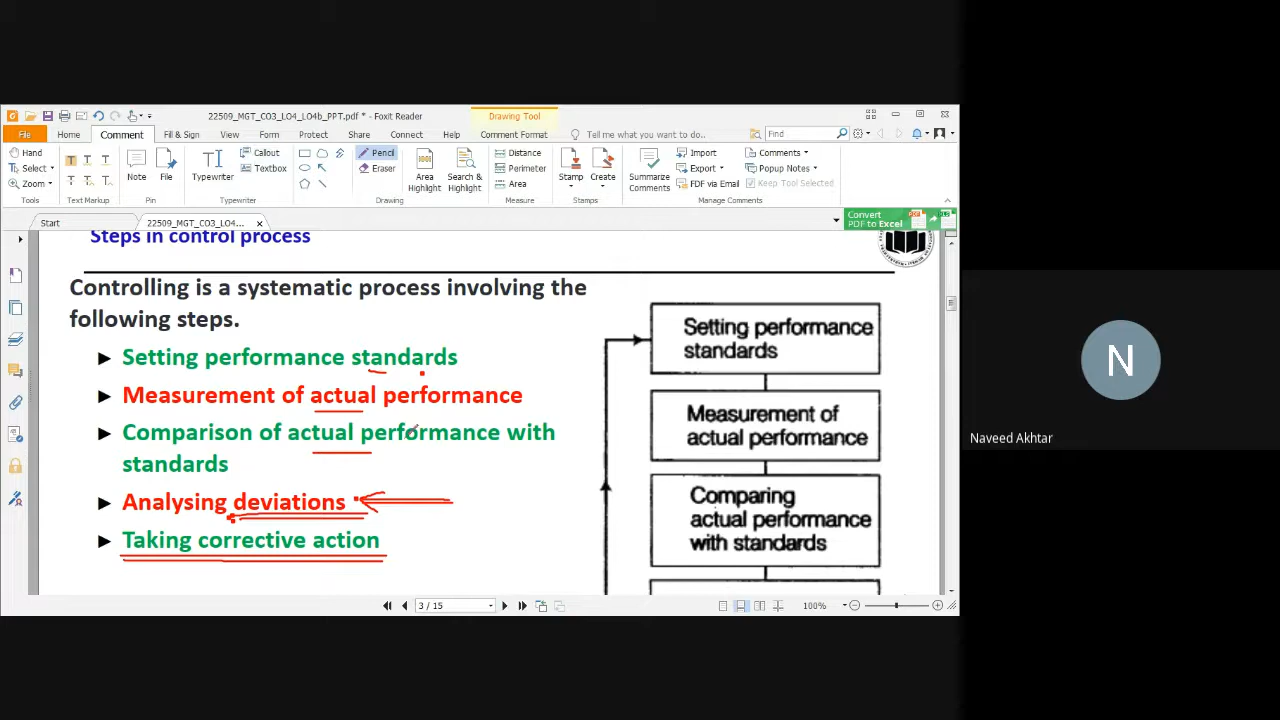 22509_MGT_CO3_LO4_LO4b_PPT.pdf * - Foxit Reader
Drawing Tool
File Home Comment Fill & Sign View Form Protect Share Connect Help Comment Format Tell me what you want to do.. Find
Hand
Select
Zoom
Tools
Text Markup
Note
File
Pin
Typewriter
Callout
Textbox
Typewriter
Pencil
Eraser
Area Highlight
Search & Highlight
Drawing
Distance
Perimeter
Area
Measure
Stamp
Create
Stamps
Summarize Comments
Import
Export
FDF via Email
Comments
Popup Notes
Keep Tool Selected
Manage Comments
Start
22509_MGT_CO3_LO4...
Convert
PDF to Excel
Steps in control process
Controlling is a systematic process involving the
following steps.
► Setting performance standards
► Measurement of actual performance
► Comparison of actual performance with
standards
► Analysing deviations
► Taking corrective action
Setting performance
standards
Measurement of
actual performance
Comparing
actual performance
with standards
3 / 15
100%
N
Naveed Akhtar